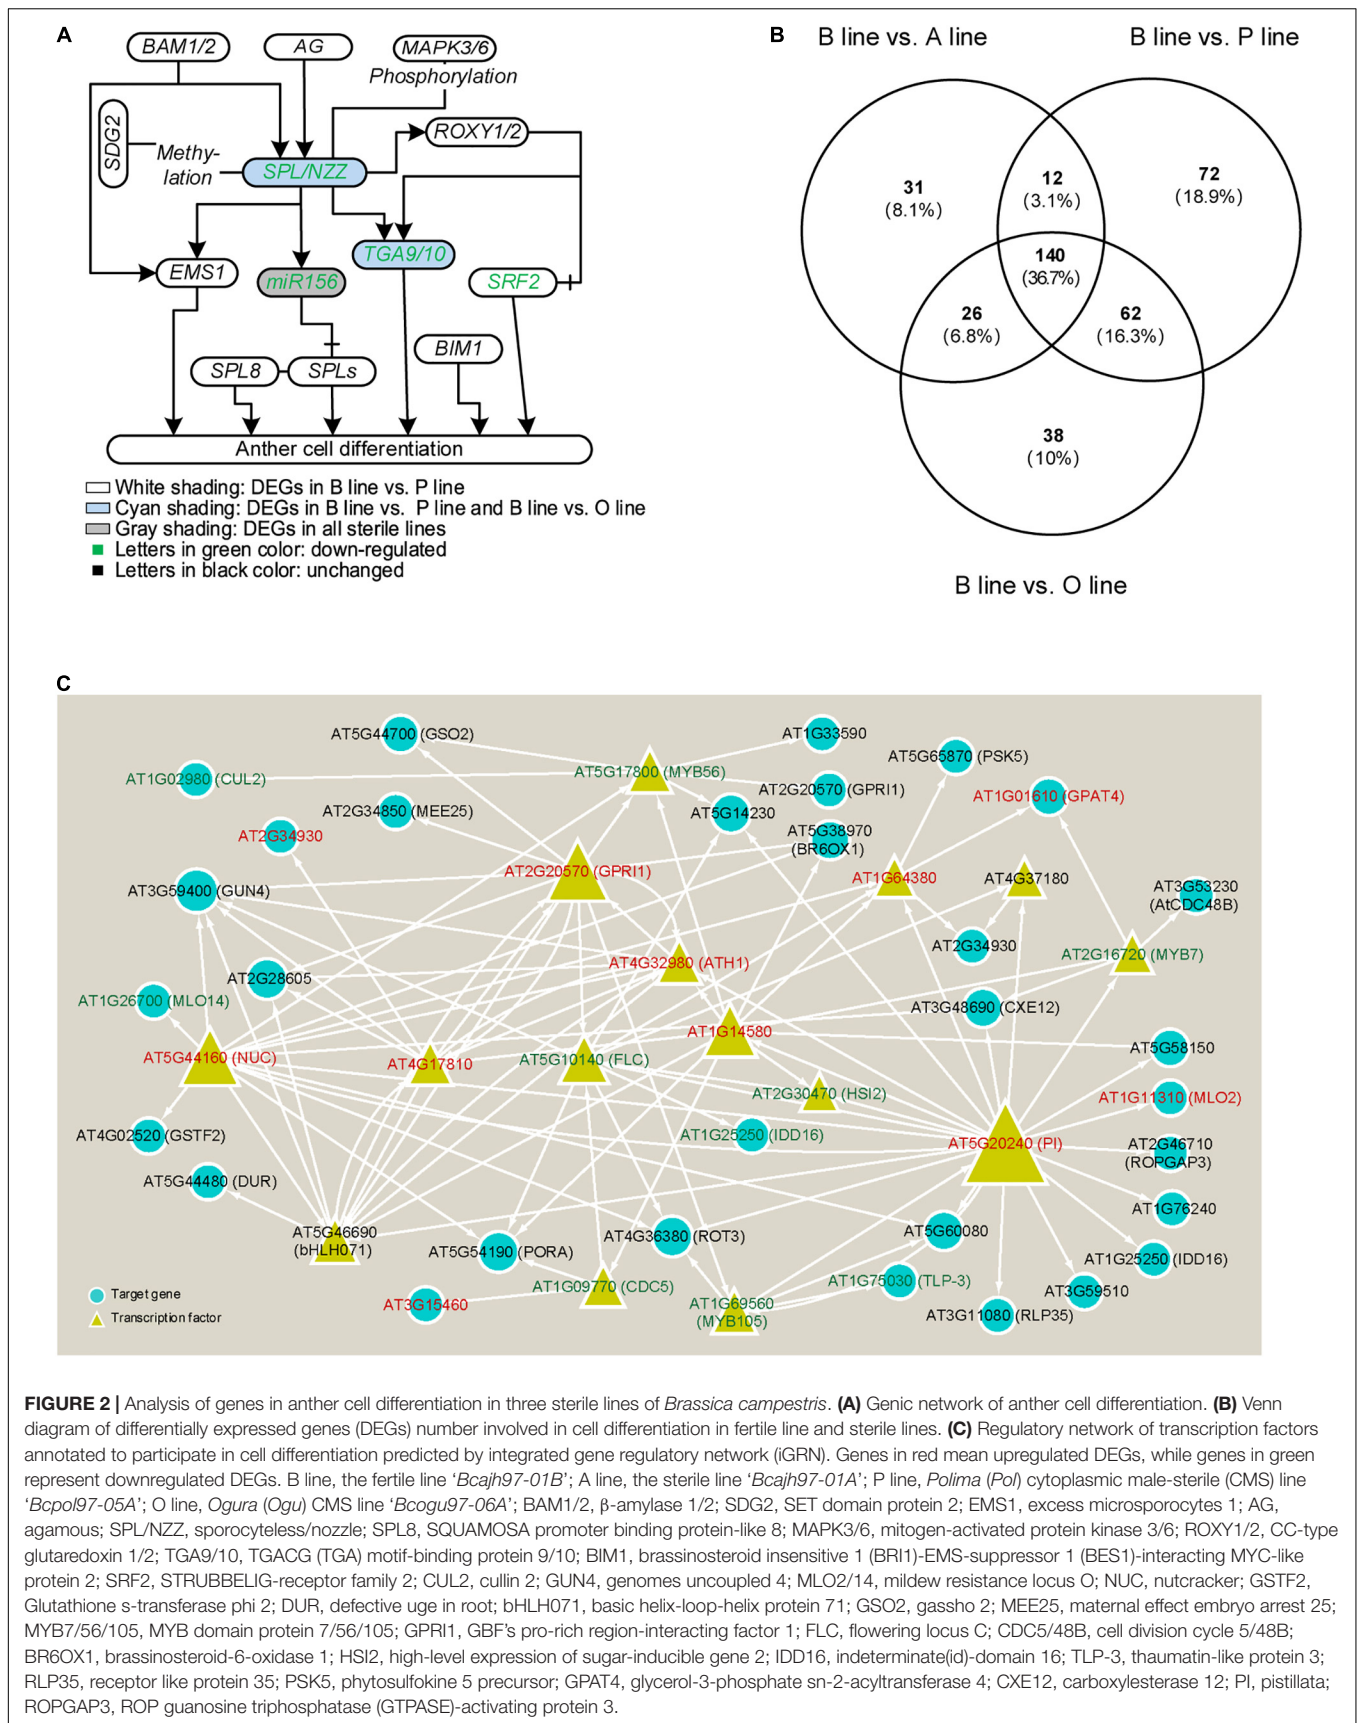 A
BAM1/2
AG
MAPK3/6
Phosphorylation
SDG2
Methy-
lation
SPL/NZZ
ROXY1/2
TGA9/10
EMS1
miR156
SRF2
BIM1
SPL8
SPLs
Anther cell differentiation
White shading: DEGs in B line vs. P line
Cyan shading: DEGs in B line vs. P line and B line vs. O line
Gray shading: DEGs in all sterile lines
Letters in green color: down-regulated
Letters in black color: unchanged
B
B line vs. A line
B line vs. P line
31
(8.1%)
12
(3.1%)
72
(18.9%)
140
(36.7%)
26
(6.8%)
62
(16.3%)
38
(10%)
B line vs. O line
C
AT5G44700 (GSO2)
AT1G33590
AT5G65870 (PSK5)
AT1G02980 (CUL2)
AT5G17800 (MYB56)
AT2G20570 (GPRI1)
AT1G01610 (GPAT4)
AT2G34850 (MEE25)
AT5G14230
AT2G34930
AT5G38970
(BR6OX1)
AT2G20570 (GPRI1)
AT1G64380
AT4G37180
AT3G59400 (GUN4)
AT3G53230
(AtCDC48B)
AT2G34930
AT2G16720 (MYB7)
AT4G32980 (ATH1)
AT2G28605
AT1G26700 (MLO14)
AT3G48690 (CXE12)
AT1G14580
AT5G44160 (NUC)
AT4G17810
AT5G10140 (FLC)
AT5G58150
AT2G30470 (HSI2)
AT1G11310 (MLO2)
AT4G02520 (GSTF2)
AT1G25250 (IDD16)
AT5G20240 (PI)
AT2G46710
(ROPGAP3)
AT5G44480 (DUR)
AT1G76240
AT5G46690
(bHLH071)
AT5G54190 (PORA)
AT4G36380 (ROT3)
AT5G60080
AT1G25250 (IDD16)
AT1G09770 (CDC5)
AT1G75030 (TLP-3)
AT3G59510
AT3G15460
AT1G69560
(MYB105)
AT3G11080 (RLP35)
Target gene
Transcription factor
FIGURE 2 | Analysis of genes in anther cell differentiation in three sterile lines of Brassica campestris. (A) Genic network of anther cell differentiation. (B) Venn
diagram of differentially expressed genes (DEGs) number involved in cell differentiation in fertile line and sterile lines. (C) Regulatory network of transcription factors
annotated to participate in cell differentiation predicted by integrated gene regulatory network (iGRN). Genes in red mean upregulated DEGs, while genes in green
represent downregulated DEGs. B line, the fertile line ‘Bcajh97-01B’; A line, the sterile line ‘Bcajh97-01A’; P line, Polima (Pol) cytoplasmic male-sterile (CMS) line
‘Bcpol97-05A’; O line, Ogura (Ogu) CMS line ‘Bcogu97-06A’; BAM1/2, β-amylase 1/2; SDG2, SET domain protein 2; EMS1, excess microsporocytes 1; AG,
agamous; SPL/NZZ, sporocyteless/nozzle; SPL8, SQUAMOSA promoter binding protein-like 8; MAPK3/6, mitogen-activated protein kinase 3/6; ROXY1/2, CC-type
glutaredoxin 1/2; TGA9/10, TGACG (TGA) motif-binding protein 9/10; BIM1, brassinosteroid insensitive 1 (BRI1)-EMS-suppressor 1 (BES1)-interacting MYC-like
protein 2; SRF2, STRUBBELIG-receptor family 2; CUL2, cullin 2; GUN4, genomes uncoupled 4; MLO2/14, mildew resistance locus O; NUC, nutcracker; GSTF2,
Glutathione s-transferase phi 2; DUR, defective uge in root; bHLH071, basic helix-loop-helix protein 71; GSO2, gassho 2; MEE25, maternal effect embryo arrest 25;
MYB7/56/105, MYB domain protein 7/56/105; GPRI1, GBF’s pro-rich region-interacting factor 1; FLC, flowering locus C; CDC5/48B, cell division cycle 5/48B;
BR6OX1, brassinosteroid-6-oxidase 1; HSI2, high-level expression of sugar-inducible gene 2; IDD16, indeterminate(id)-domain 16; TLP-3, thaumatin-like protein 3;
RLP35, receptor like protein 35; PSK5, phytosulfokine 5 precursor; GPAT4, glycerol-3-phosphate sn-2-acyltransferase 4; CXE12, carboxylesterase 12; PI, pistillata;
ROPGAP3, ROP guanosine triphosphatase (GTPASE)-activating protein 3.